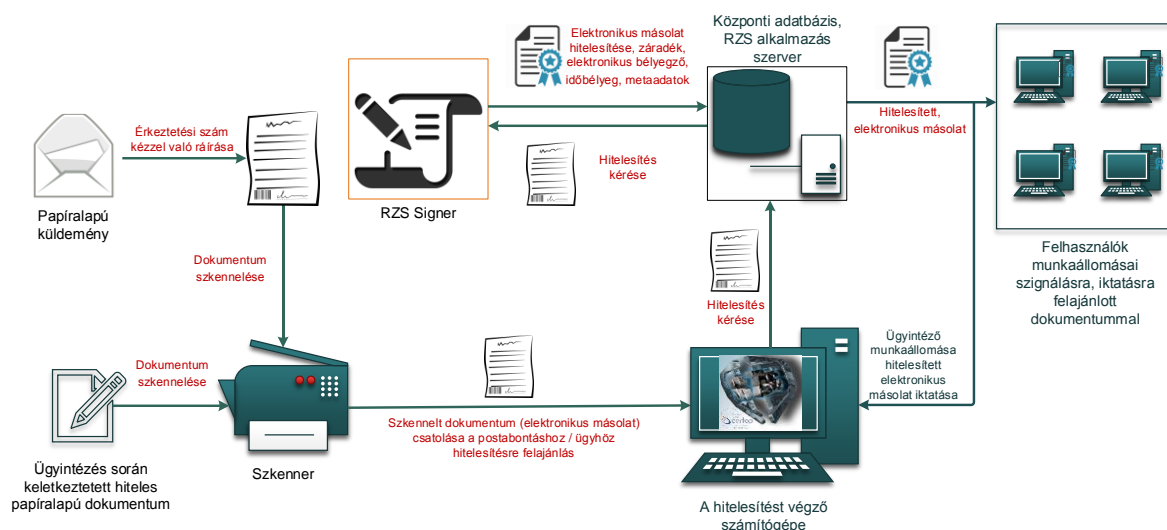 Elektronikus másolat
hitelesítése, záradék,
elektronikus bélyegző,
időbélyeg, metaadatok
Központi adatbázis,
RZS alkalmazás
szerver
Hitelesített,
elektronikus másolat
Érkeztetési szám
kézzel való ráírása
Hitelesítés
kérése
RZS Signer
Papíralapú
küldemény
Felhasználók
munkaállomásai
szignálásra, iktatásra
felajánlott
dokumentummal
Dokumentum
szkennelése
Hitelesítés
kérése
Ügyintéző
munkaállomása
hitelesített
elektronikus
másolat iktatása
Dokumentum
szkennelése
Szkennelt dokumentum (elektronikus másolat)
csatolása a postabontáshoz / ügyhöz
hitelesítésre felajánlás
Ügyintézés során
keletkeztetett hiteles
papíralapú dokumentum
Szkenner
A hitelesítést végző
számítógépe